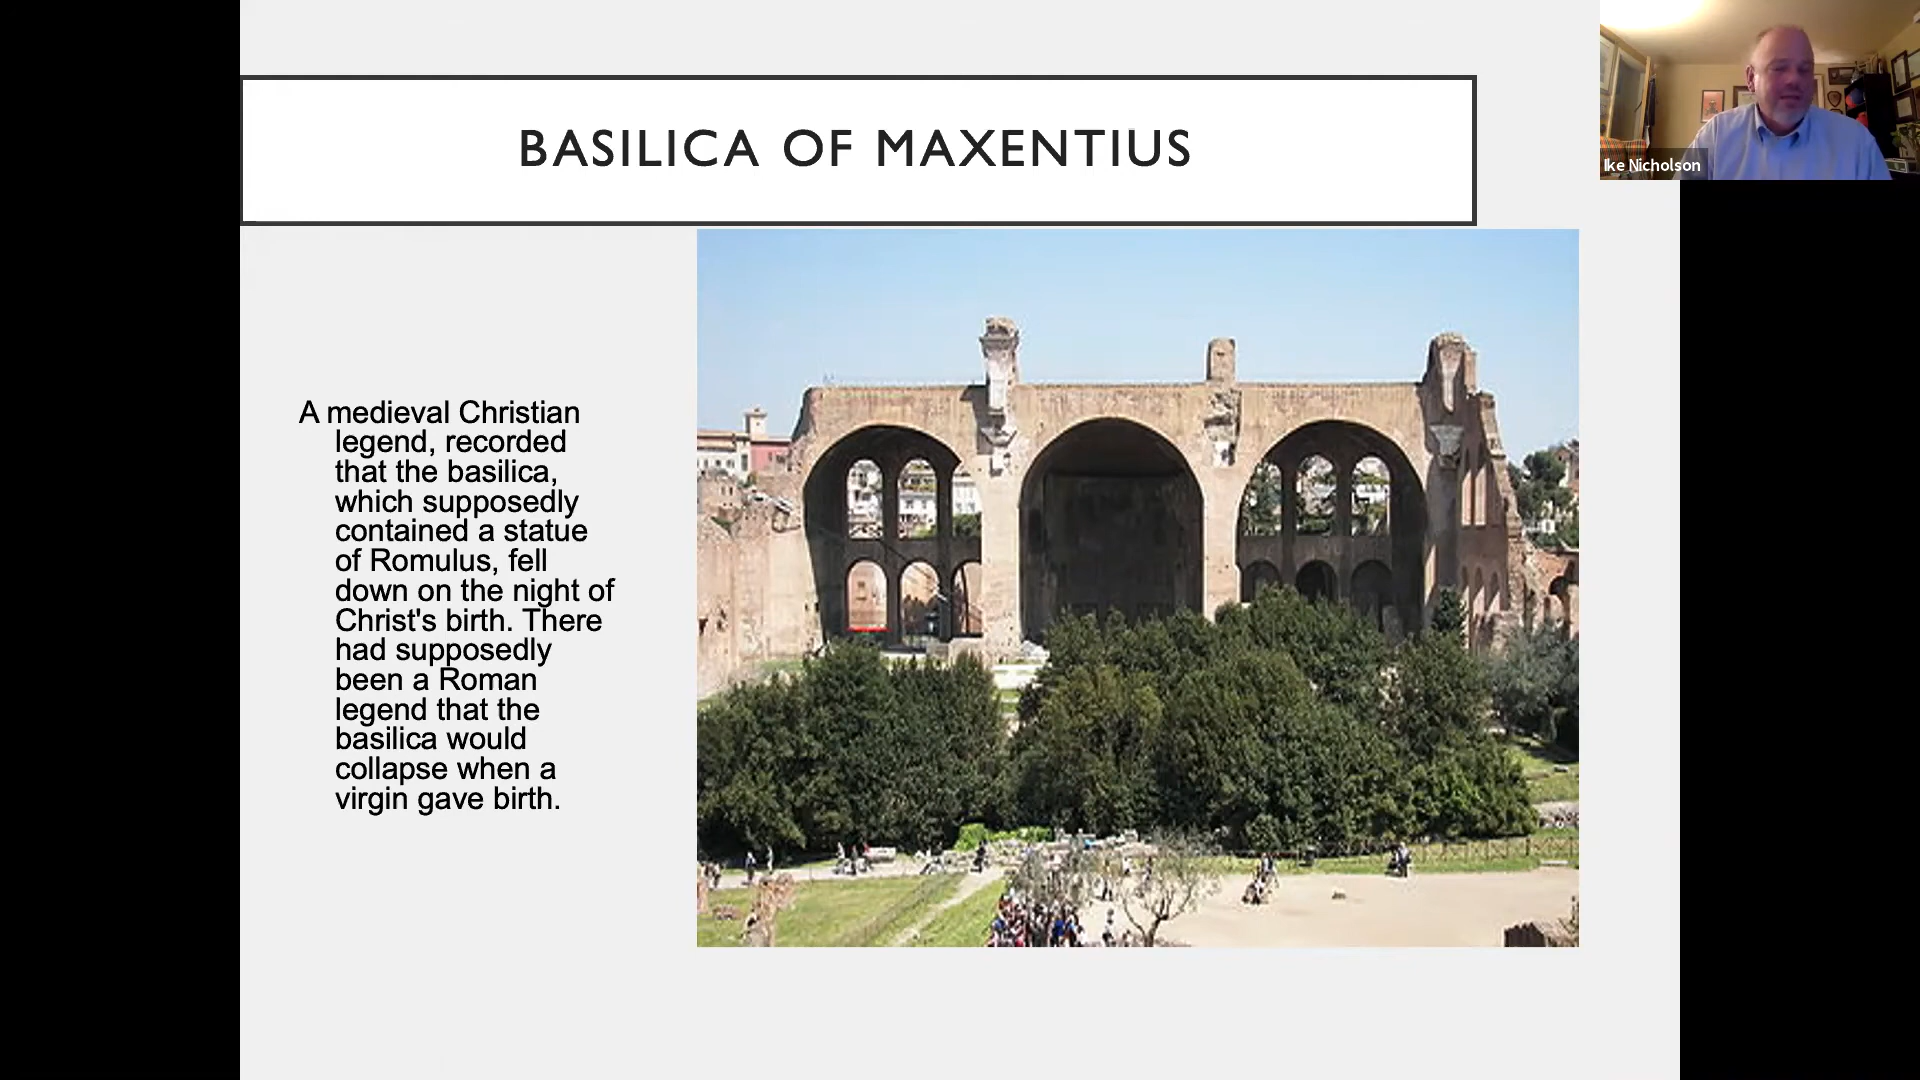 BASILICA OF MAXENTIUS
Ike Nicholson
A medieval Christian
legend, recorded
that the basilica,
which supposedly
contained a statue
of Romulus, fell
down on the night of
Christ's birth. There
had supposedly
been a Roman
legend that the
basilica would
collapse when a
virgin gave birth.